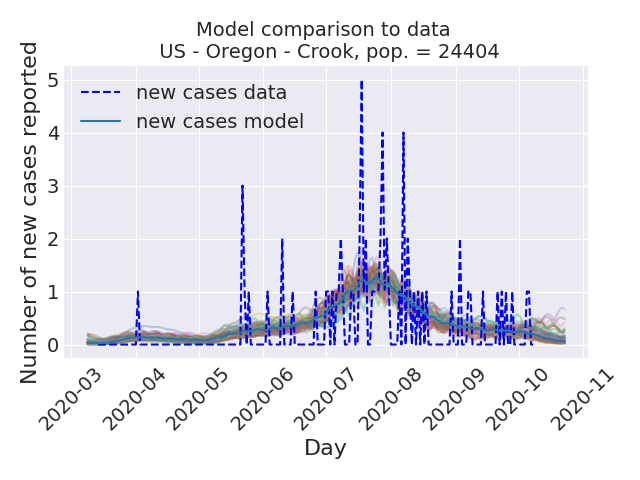 Model comparison to data
US - Oregon - Crook, pop. = 24404
Number of new cases reported
5
4
3
2
1
0
new cases data
new cases model
2020-03
2020-04
2020-05
2020-06
2020-07
2020-08
2020-09
2020-10
2020-11
Day